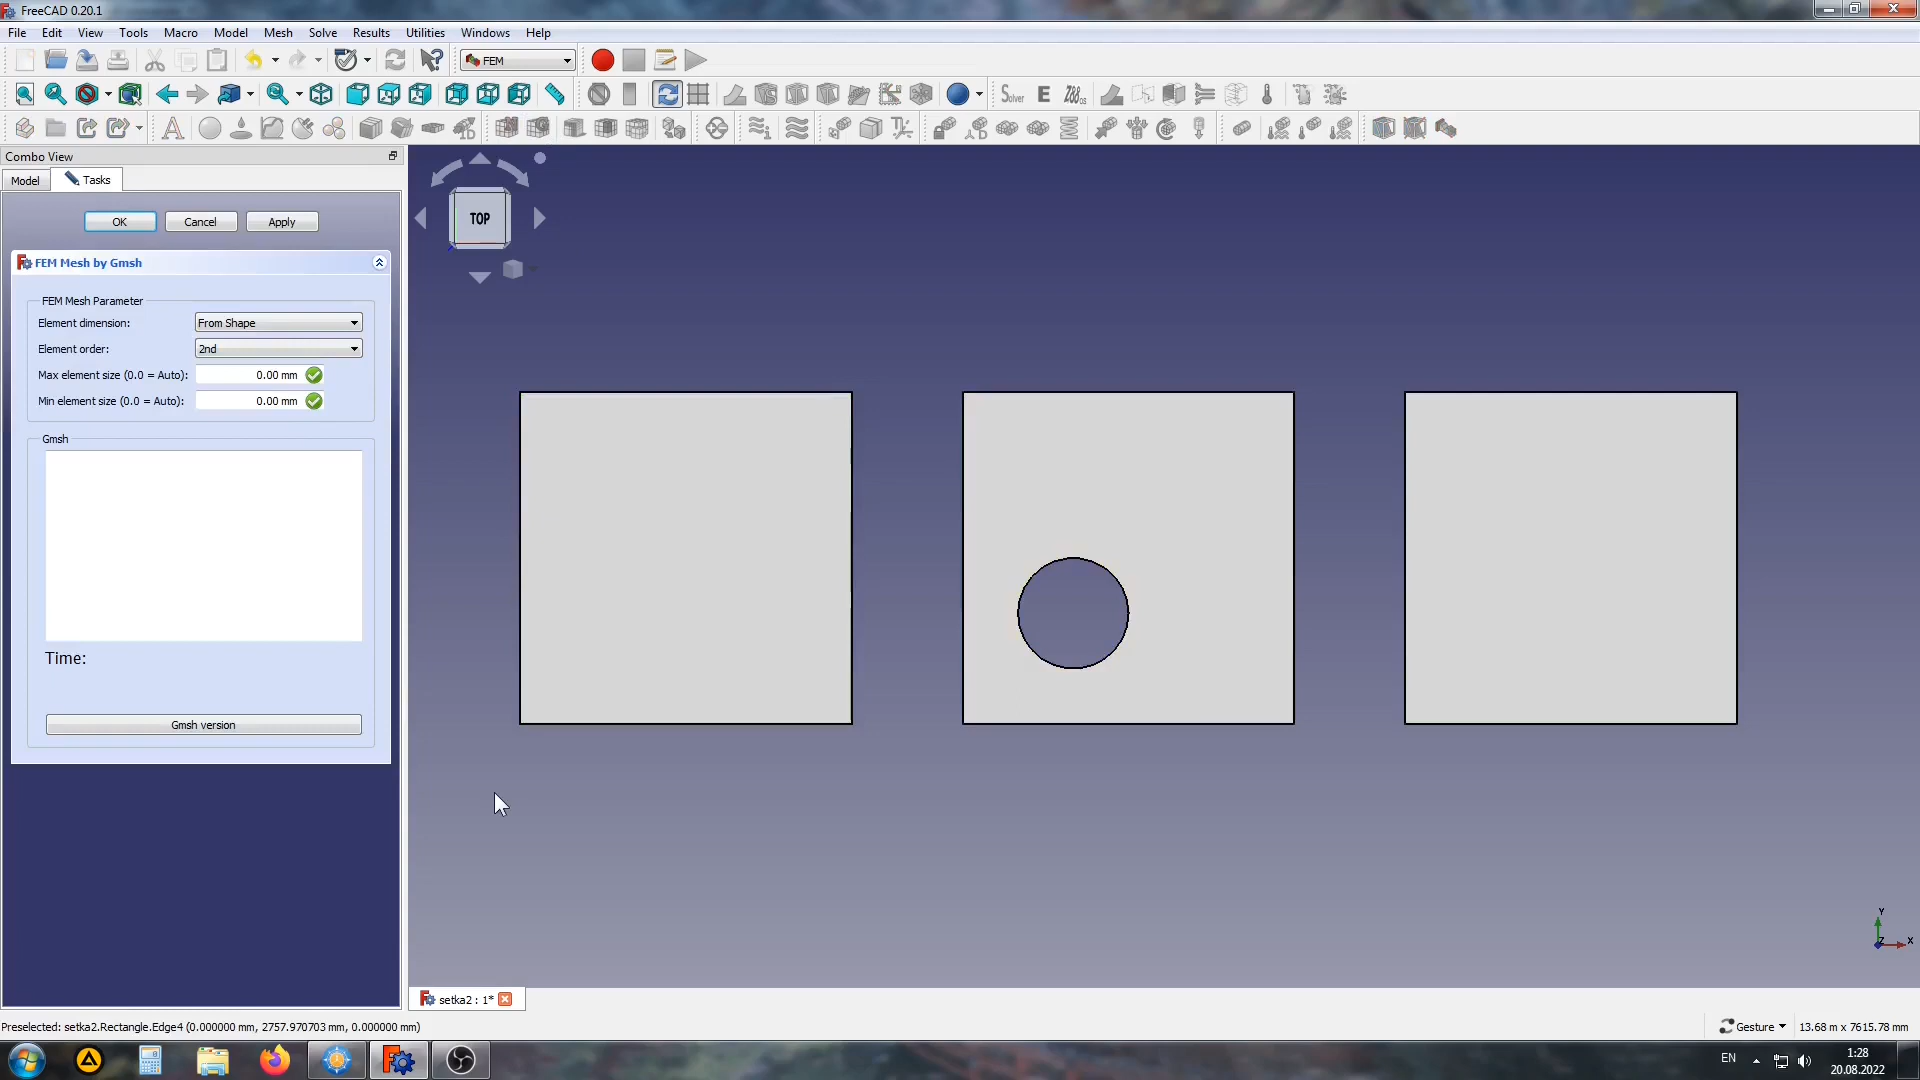 FreeCAD 0.20.1
File Edit View Tools Macro Model Mesh Solve Results Utilities Windows Help
FEM
Solver E Z88os
A 1D
Combo View
Model Tasks
OK Cancel Apply
FEM Mesh by Gmsh
FEM Mesh Parameter
Element dimension: From Shape
Element order: 2nd
Max element size (0.0 = Auto): 0.00 mm
Min element size (0.0 = Auto): 0.00 mm
Gmsh
Time:
Gmsh version
TOP
Y
Z X
setka2 : 1*
Preselected: setka2.Rectangle.Edge4 (0.000000 mm, 2757.970703 mm, 0.000000 mm)
Gesture 13.68 m x 7615.78 mm
EN 1:28
20.08.2022